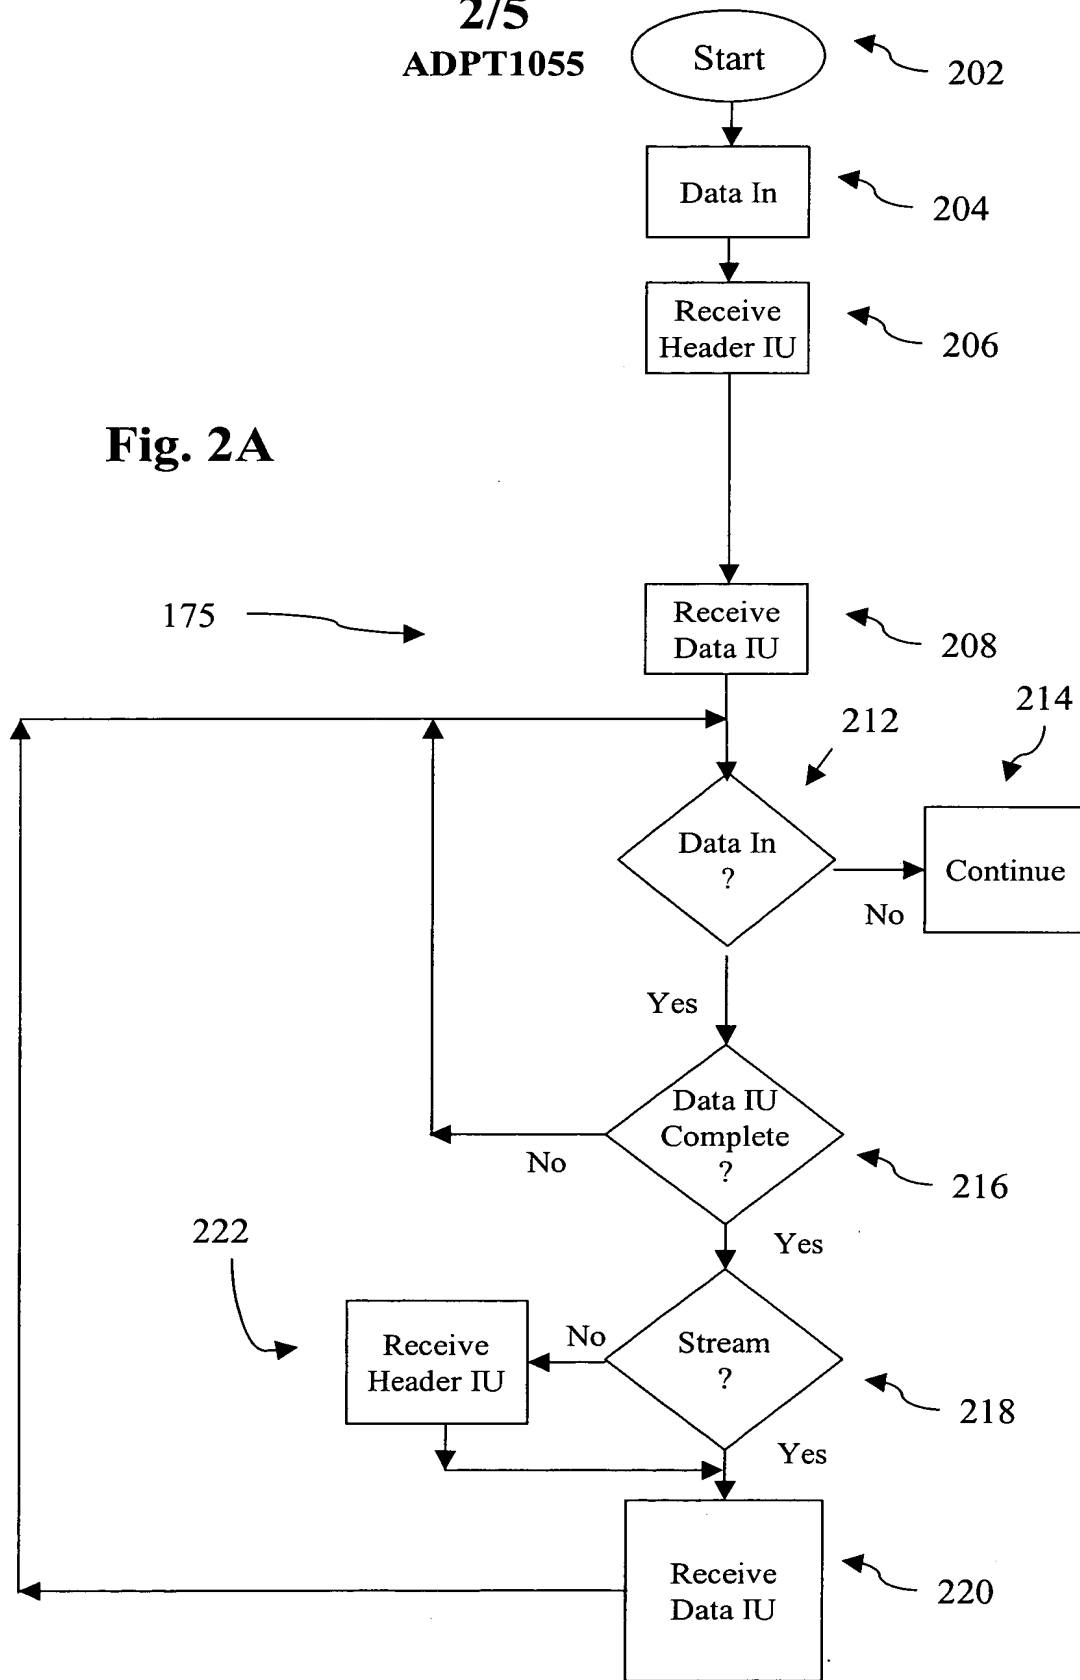 2/5
ADPT1055
Start
202
Data In
204
Receive
Header IU
206
Fig. 2A
175
Receive
Data IU
208
214
212
Data In
?
Continue
No
Yes
Data IU
Complete
?
No
216
222
Yes
Receive
Header IU
No
Stream
?
218
Yes
Receive
Data IU
220